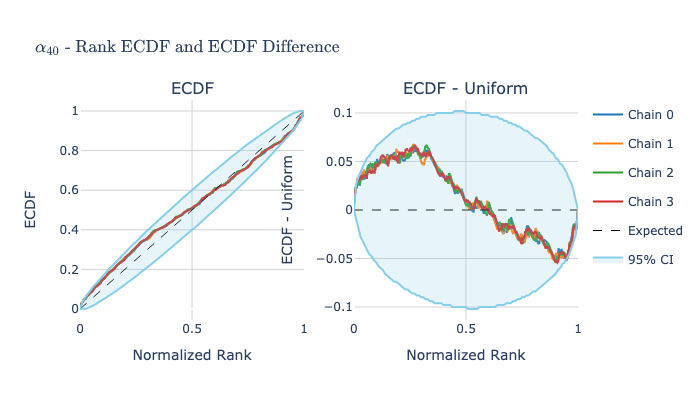 α₄₀ - Rank ECDF and ECDF Difference
ECDF
ECDF
1
0.8
0.6
0.4
0.2
0
0
0.5
1
Normalized Rank
ECDF - Uniform
ECDF - Uniform
0.1
0.05
0
−0.05
−0.1
0
0.5
1
Normalized Rank
Chain 0
Chain 1
Chain 2
Chain 3
Expected
95% CI